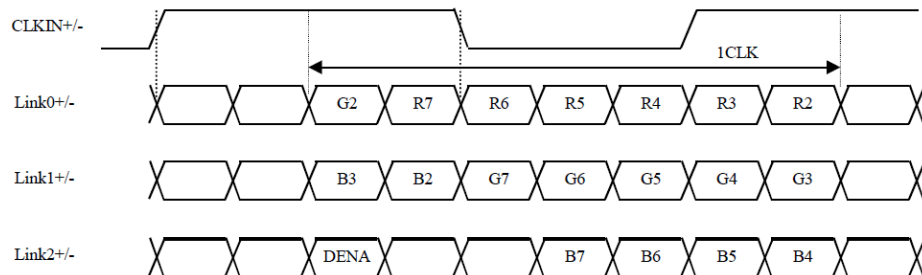 CLKIN+/-
1CLK
Link0+/- G2 R7 R6 R5 R4 R3 R2
Link1+/- B3 B2 G7 G6 G5 G4 G3
Link2+/- DENA B7 B6 B5 B4